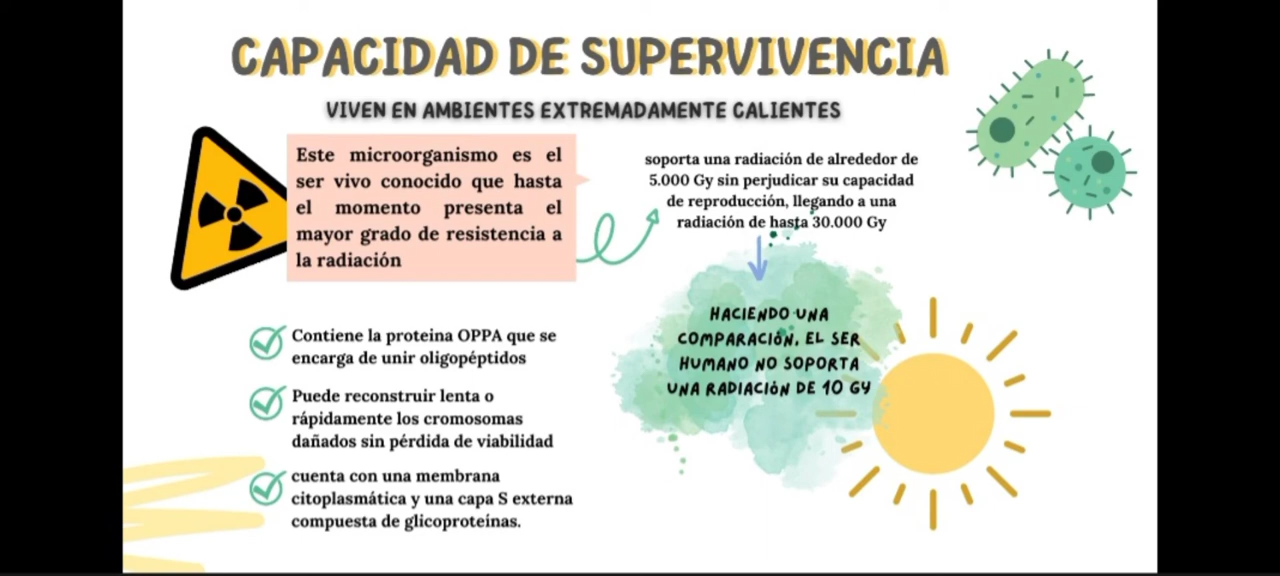 CAPACIDAD DE SUPERVIVENCIA
VIVEN EN AMBIENTES EXTREMADAMENTE CALIENTES
Este microorganismo es el
ser vivo conocido que hasta
el momento presenta el
mayor grado de resistencia a
la radiación
soporta una radiación de alrededor de
5.000 Gy sin perjudicar su capacidad
de reproducción, llegando a una
radiación de hasta 30.000 Gy
HACIENDO UNA
COMPARACIÓN, EL SER
HUMANO NO SOPORTA
UNA RADIACIÓN DE 10 GY
Contiene la proteina OPPA que se
encarga de unir oligopéptidos
Puede reconstruir lenta o
rápidamente los cromosomas
dañados sin pérdida de viabilidad
cuenta con una membrana
citoplasmática y una capa S externa
compuesta de glicoproteínas.